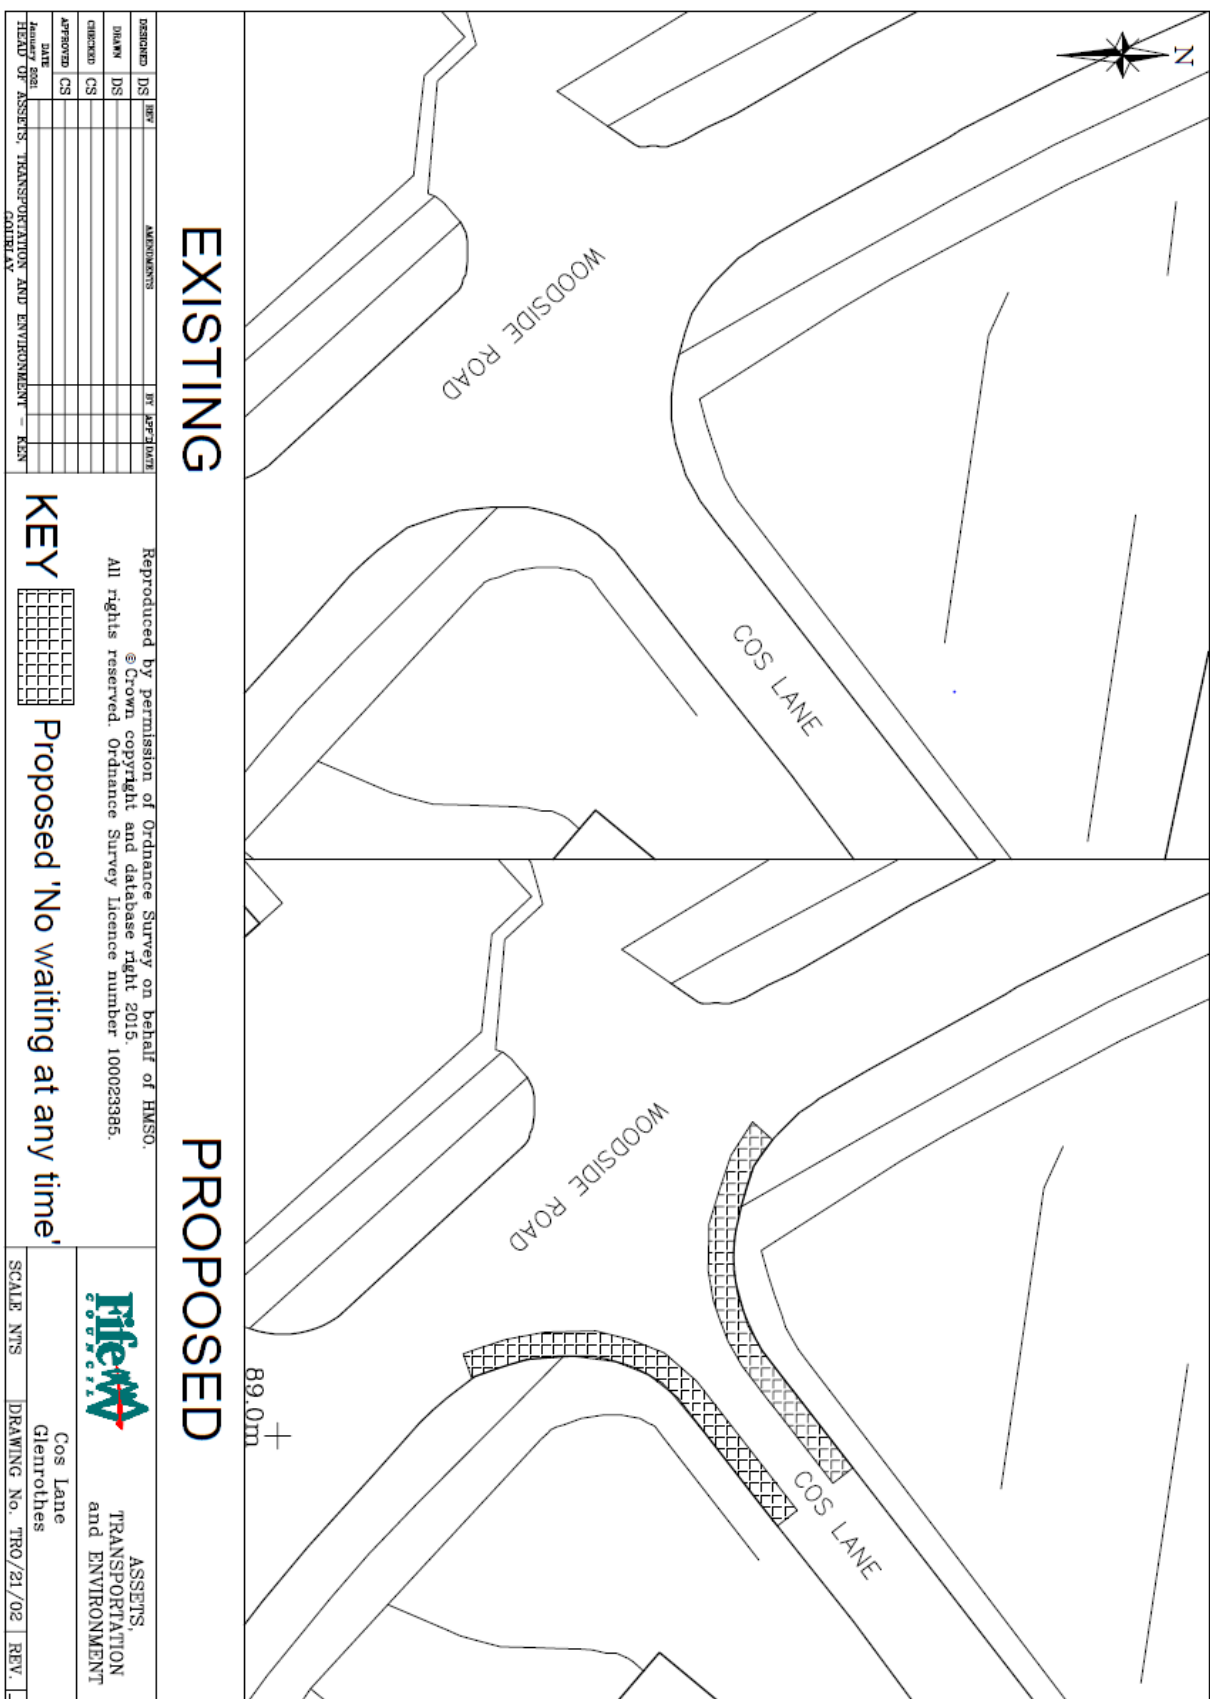 N
WOODSIDE ROAD
COS LANE
WOODSIDE ROAD
COS LANE
89.0m
EXISTING
PROPOSED
REV AMENDMENTS BY APP'D DATE
DESIGNED DS
DRAWN DS
CHECKED CS
APPROVED CS
DATE
January 2021
HEAD OF ASSETS, TRANSPORTATION AND ENVIRONMENT - KEN
GOURLAY
Reproduced by permission of Ordnance Survey on behalf of HMSO.
© Crown copyright and database right 2015.
All rights reserved. Ordnance Survey Licence number 100023385.
KEY Proposed 'No waiting at any time'
Fife
COUNCIL
ASSETS,
TRANSPORTATION
and ENVIRONMENT
Cos Lane
Glenrothes
SCALE NTS DRAWING No. TRO/21/02 REV.